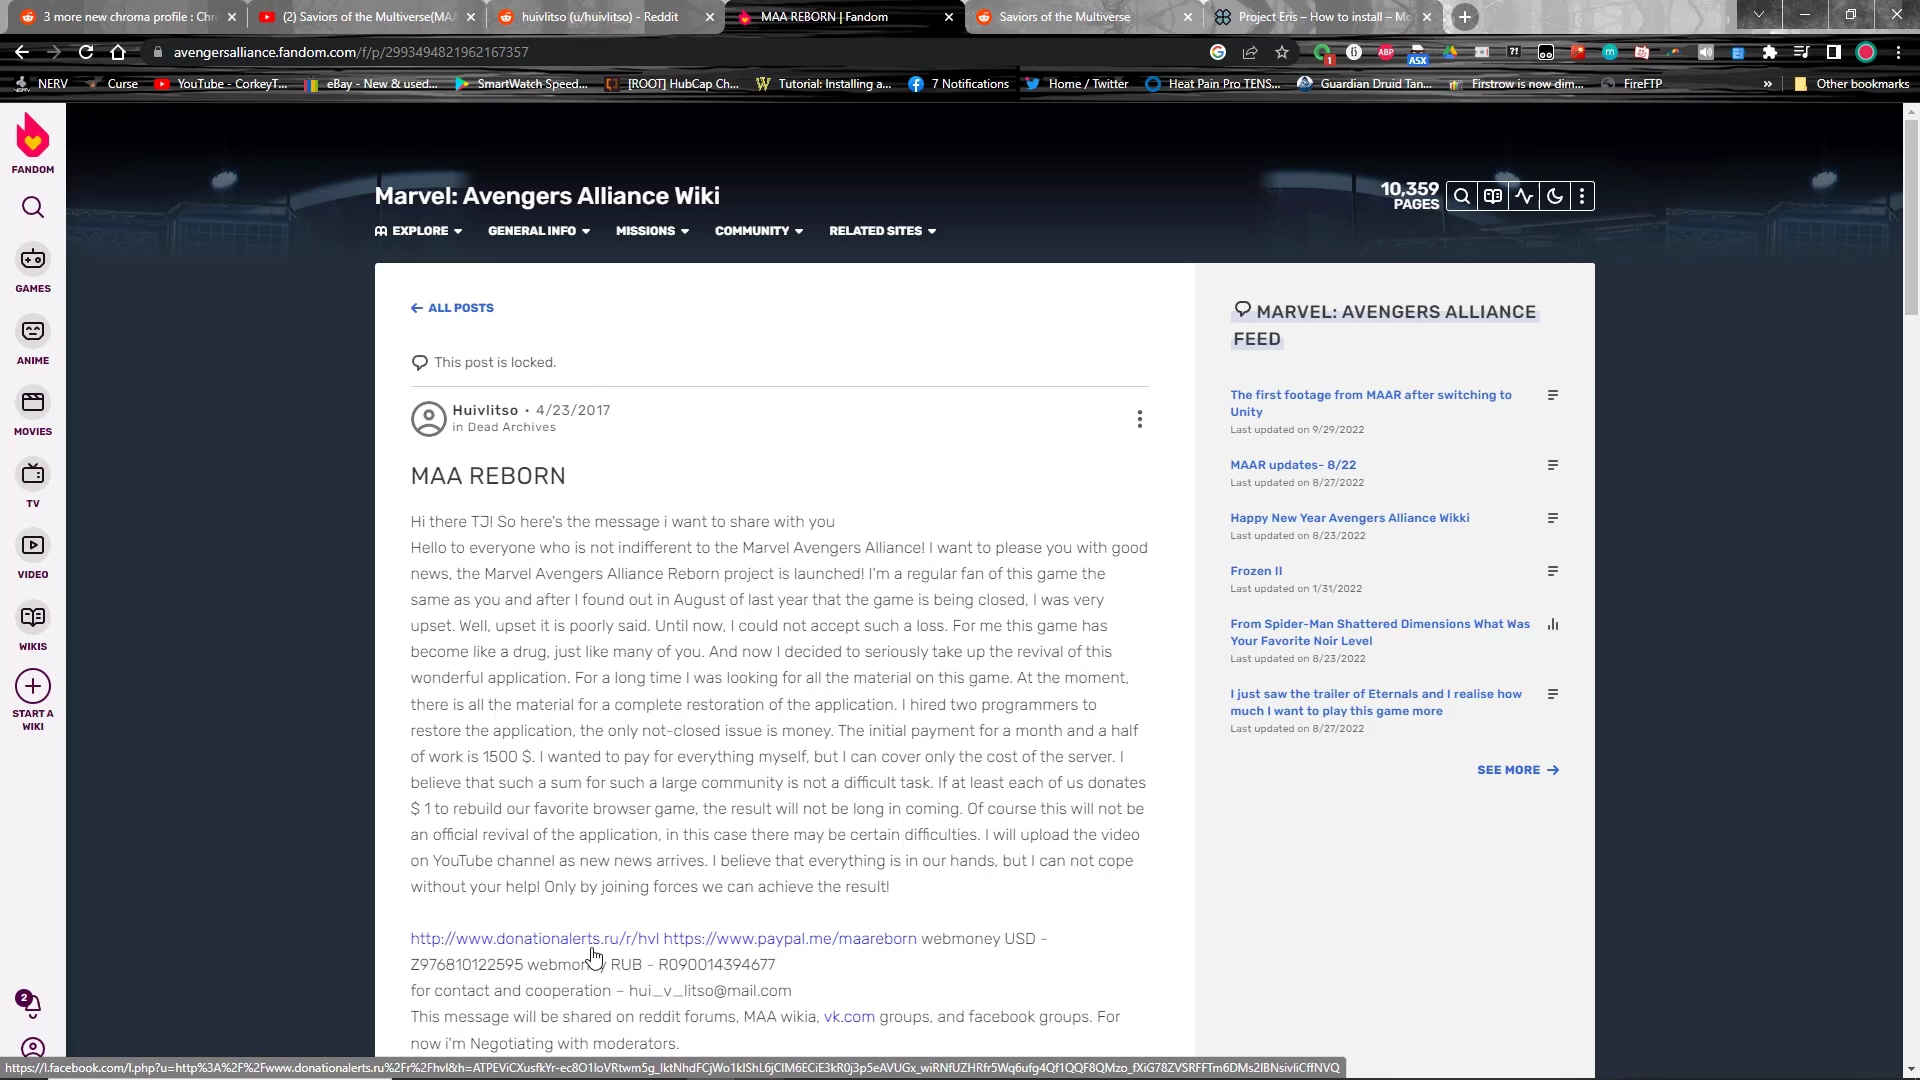 3 more new chroma profile : Chr
(2) Saviors of the Multiverse(MAA
huivlitso (u/huivlitso) - Reddit
MAA REBORN | Fandom
Saviors of the Multiverse
Project Eris – How to install – Mo
avengersalliance.fandom.com/f/p/2993494821962167357
NERV
Curse
YouTube - CorkeyT...
eBay - New & used...
SmartWatch Speed...
[ROOT] HubCap Ch...
Tutorial: Installing a...
7 Notifications
Home / Twitter
Heat Pain Pro TENS...
Guardian Druid Tan...
Firstrow is now dim...
FireFTP
Other bookmarks
FANDOM
GAMES
ANIME
MOVIES
TV
VIDEO
WIKIS
START A
WIKI
2
Marvel: Avengers Alliance Wiki
10,359
PAGES
EXPLORE
GENERAL INFO
MISSIONS
COMMUNITY
RELATED SITES
ALL POSTS
This post is locked.
Huivlitso • 4/23/2017
in Dead Archives
MAA REBORN
Hi there TJ! So here's the message i want to share with you
Hello to everyone who is not indifferent to the Marvel Avengers Alliance! I want to please you with good
news, the Marvel Avengers Alliance Reborn project is launched! I'm a regular fan of this game the
same as you and after I found out in August of last year that the game is being closed, I was very
upset. Well, upset it is poorly said. Until now, I could not accept such a loss. For me this game has
become like a drug, just like many of you. And now I decided to seriously take up the revival of this
wonderful application. For a long time I was looking for all the material on this game. At the moment,
there is all the material for a complete restoration of the application. I hired two programmers to
restore the application, the only not-closed issue is money. The initial payment for a month and a half
of work is 1500 $. I wanted to pay for everything myself, but I can cover only the cost of the server. I
believe that such a sum for such a large community is not a difficult task. If at least each of us donates
$ 1 to rebuild our favorite browser game, the result will not be long in coming. Of course this will not be
an official revival of the application, in this case there may be certain difficulties. I will upload the video
on YouTube channel as new news arrives. I believe that everything is in our hands, but I can not cope
without your help! Only by joining forces we can achieve the result!
http://www.donationalerts.ru/r/hvl https://www.paypal.me/maareborn webmoney USD -
Z976810122595 webmoney RUB - R090014394677
for contact and cooperation – hui_v_litso@mail.com
This message will be shared on reddit forums, MAA wikia, vk.com groups, and facebook groups. For
now i'm Negotiating with moderators.
MARVEL: AVENGERS ALLIANCE
FEED
The first footage from MAAR after switching to
Unity
Last updated on 9/29/2022
MAAR updates- 8/22
Last updated on 8/27/2022
Happy New Year Avengers Alliance Wikki
Last updated on 8/23/2022
Frozen II
Last updated on 1/31/2022
From Spider-Man Shattered Dimensions What Was
Your Favorite Noir Level
Last updated on 8/23/2022
I just saw the trailer of Eternals and I realise how
much I want to play this game more
Last updated on 8/27/2022
SEE MORE